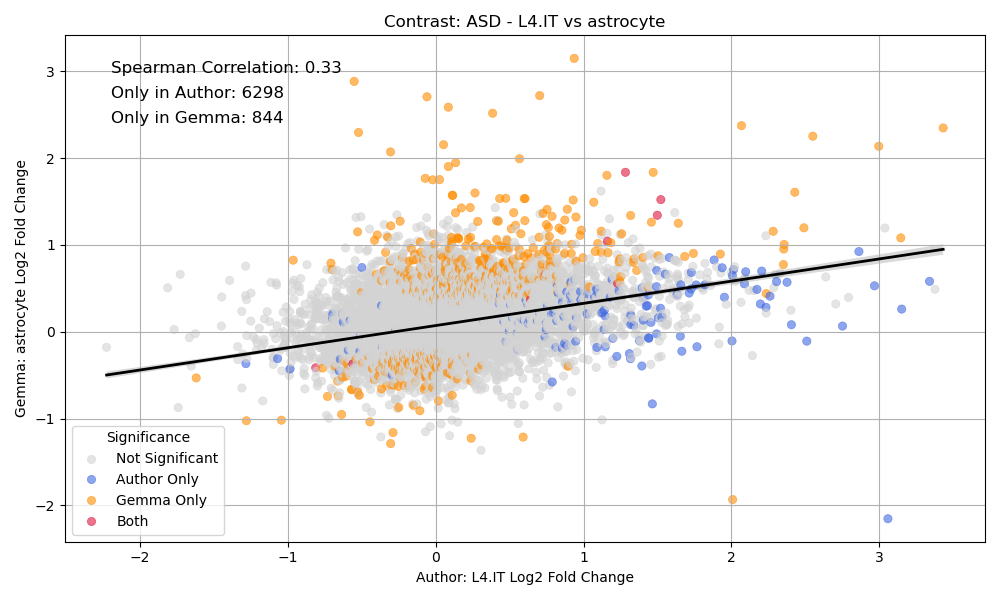 Contrast: ASD - L4.IT vs astrocyte
Spearman Correlation: 0.33
Only in Author: 6298
Only in Gemma: 844
Gemma: astrocyte Log2 Fold Change
3
2
1
0
−1
−2
Significance
Not Significant
Author Only
Gemma Only
Both
−2
−1
0
1
2
3
Author: L4.IT Log2 Fold Change